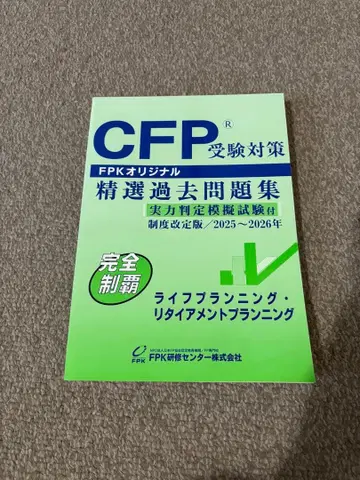 CFP®
受験対策
FPKオリジナル
精選過去問題集
実力判定模擬試験付
制度改定版/2025～2026年
完全
制覇
ライフプランニング・
リタイアメントプランニング
FPK
FPK研修センター株式会社